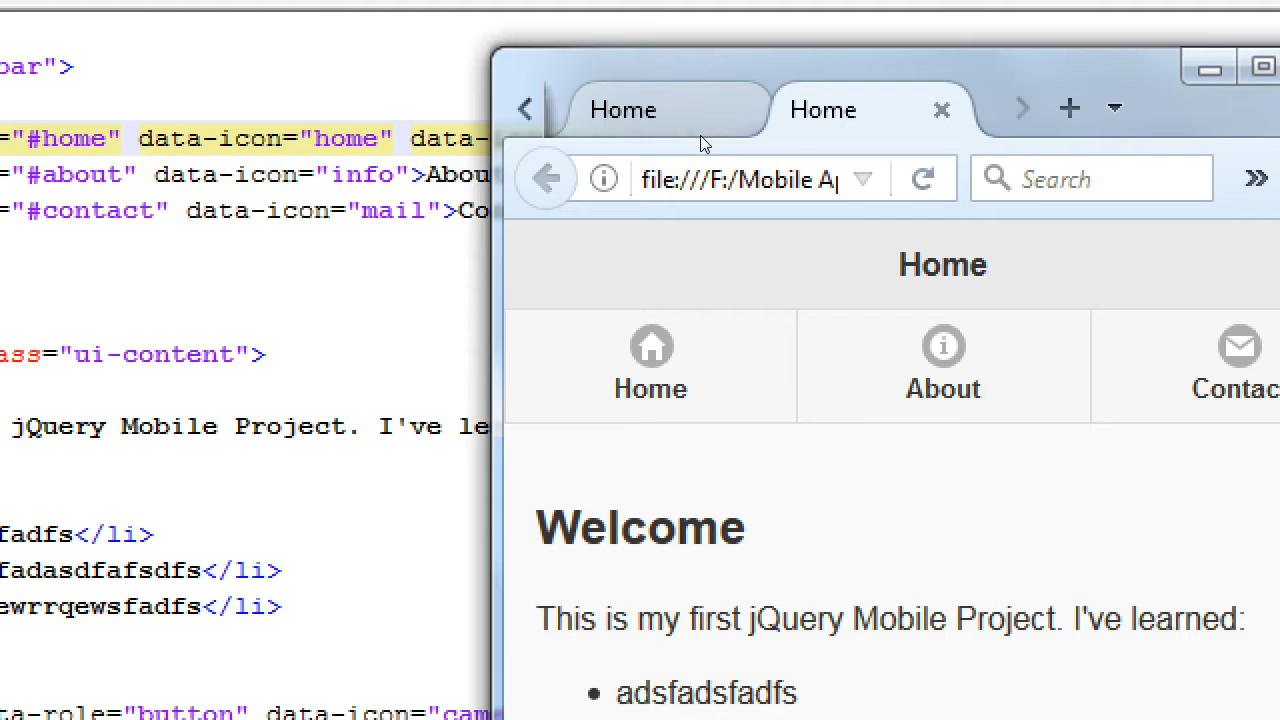 bar">
="#home" data-icon="home" data-
="#about" data-icon="info">Abou
="#contact" data-icon="mail">Co
ass="ui-content">
jQuery Mobile Project. I've le
fadfs</li>
fadasdfafsdfs</li>
ewrrqewsfadfs</li>
ata-role="button" data-icon="cam
Home
Home
file:///F:/Mobile Ap
Search
Home
Home
About
Contac
Welcome
This is my first jQuery Mobile Project. I've learned:
adsfadsfadfs